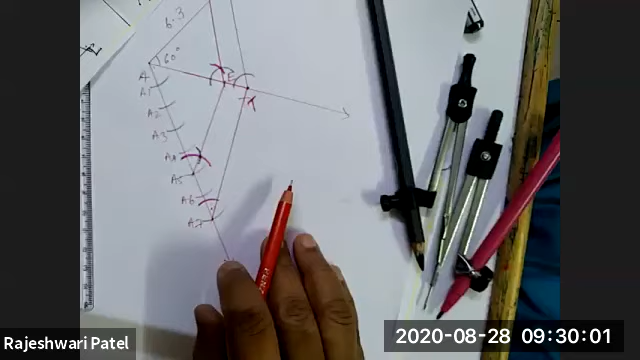 6.3
60°
A
A1
A2
A3
A4
A5
A6
A7
Rajeshwari Patel
2020-08-28 09:30:01